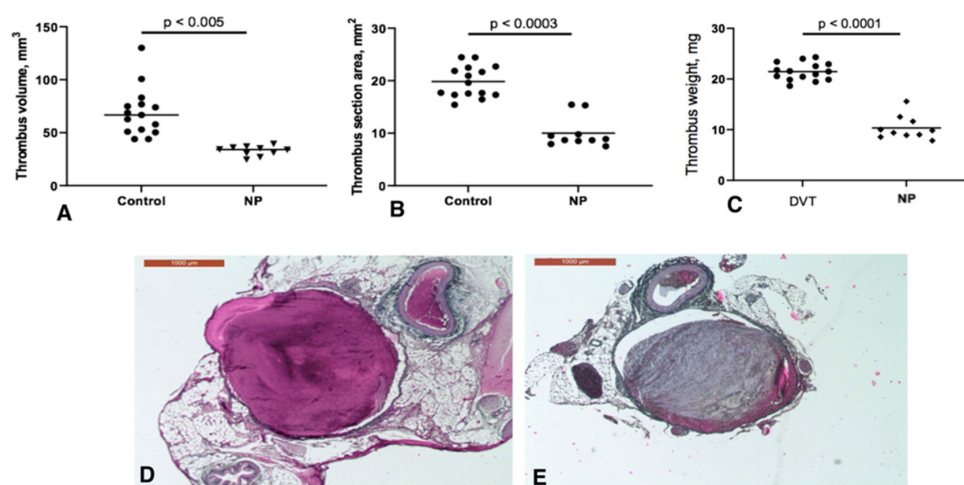 p < 0.005
Thrombus volume, mm3
150
100
50
0
Control
NP
A
p < 0.0003
Thrombus section area, mm2
30
20
10
0
Control
NP
B
p < 0.0001
Thrombus weight, mg
30
20
10
0
DVT
NP
C
1000 µm
D
1000 µm
E